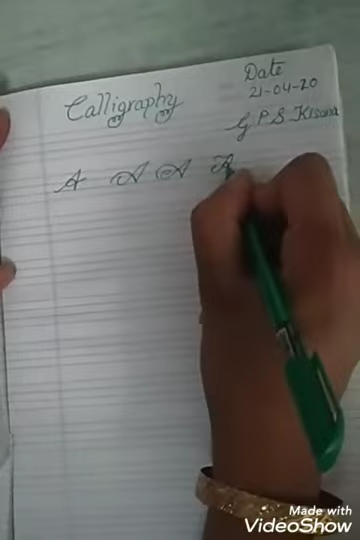 Calligraphy
Date
21-04-20
G P S Kisana
A A A A
Made with
VideoShow